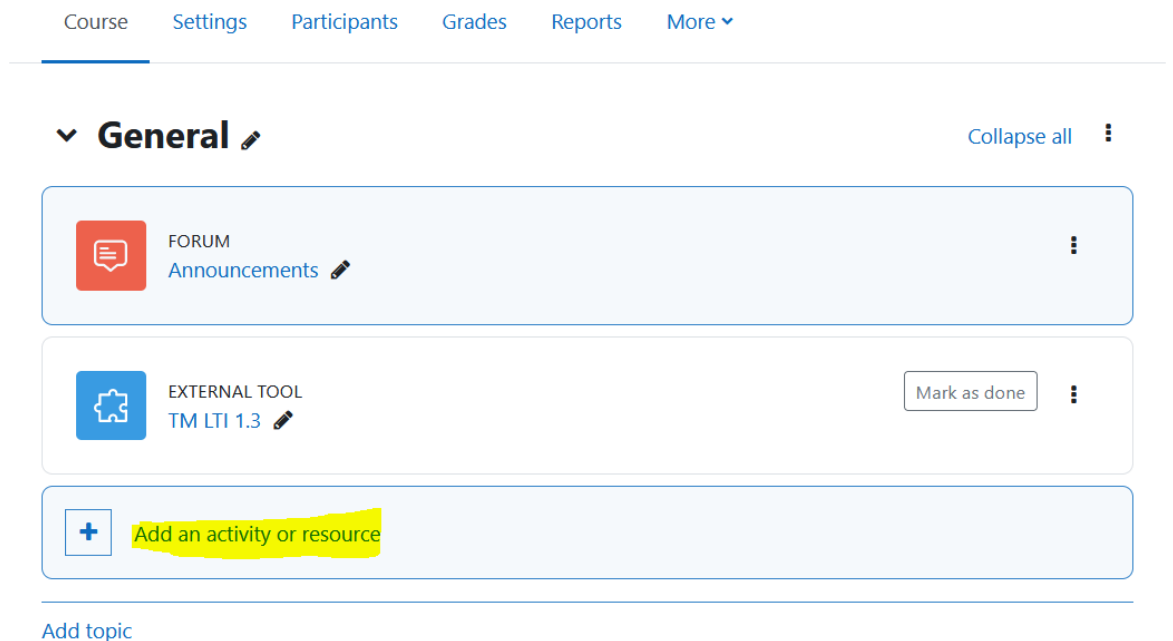 Course Settings Participants Grades Reports More
General
Collapse all
FORUM
Announcements
EXTERNAL TOOL
Mark as done
TM LTI 1.3
Add an activity or resource
Add topic